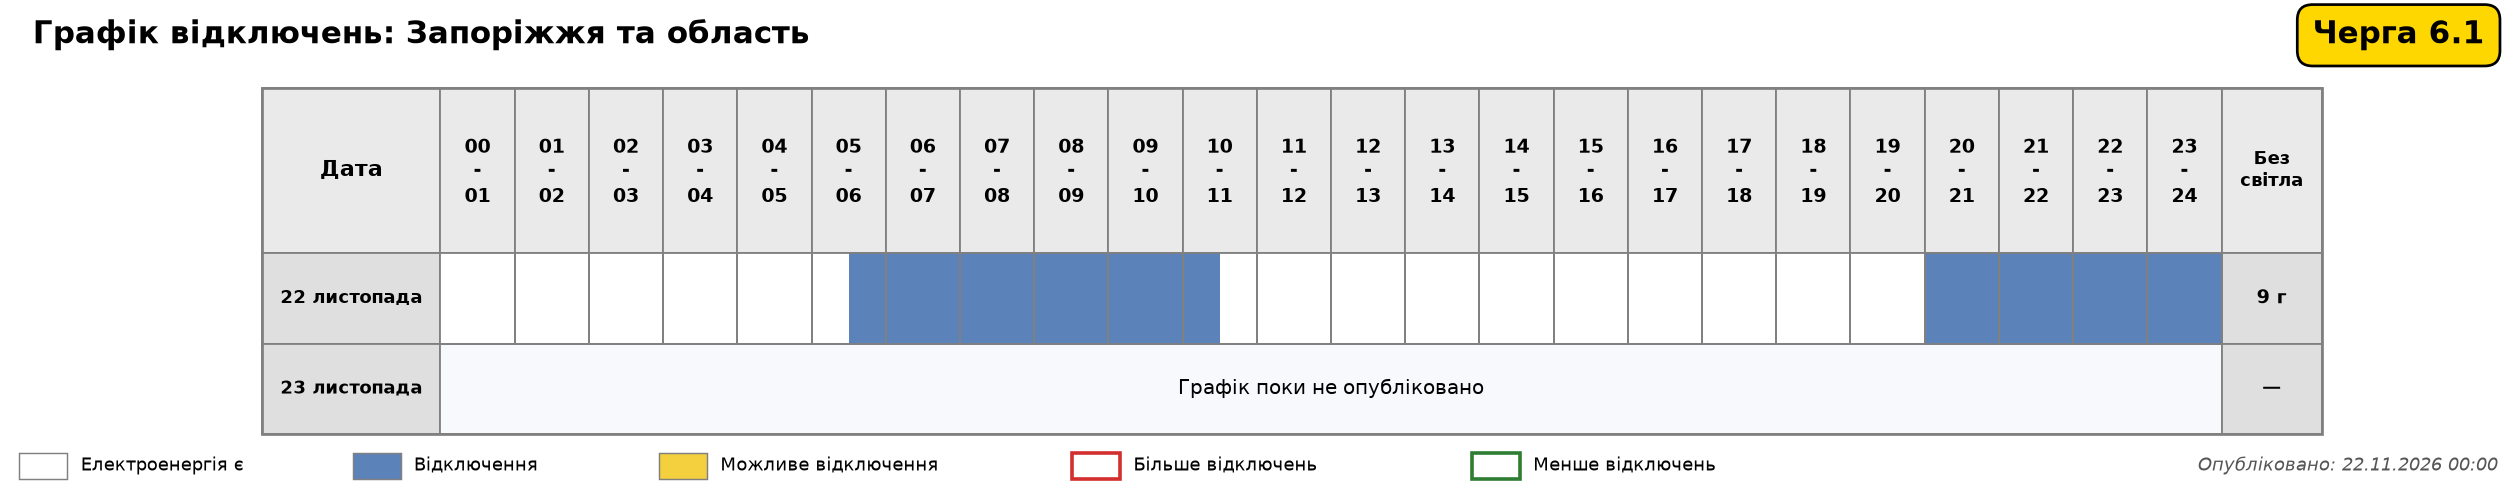 Графік відключень: Запоріжжя та область
Черга 6.1
Дата
00 - 01
01 - 02
02 - 03
03 - 04
04 - 05
05 - 06
06 - 07
07 - 08
08 - 09
09 - 10
10 - 11
11 - 12
12 - 13
13 - 14
14 - 15
15 - 16
16 - 17
17 - 18
18 - 19
19 - 20
20 - 21
21 - 22
22 - 23
23 - 24
Без
світла
22 листопада
9 г
23 листопада
Графік поки не опубліковано
—
Електроенергія є
Відключення
Можливе відключення
Більше відключень
Менше відключень
Опубліковано: 22.11.2026 00:00